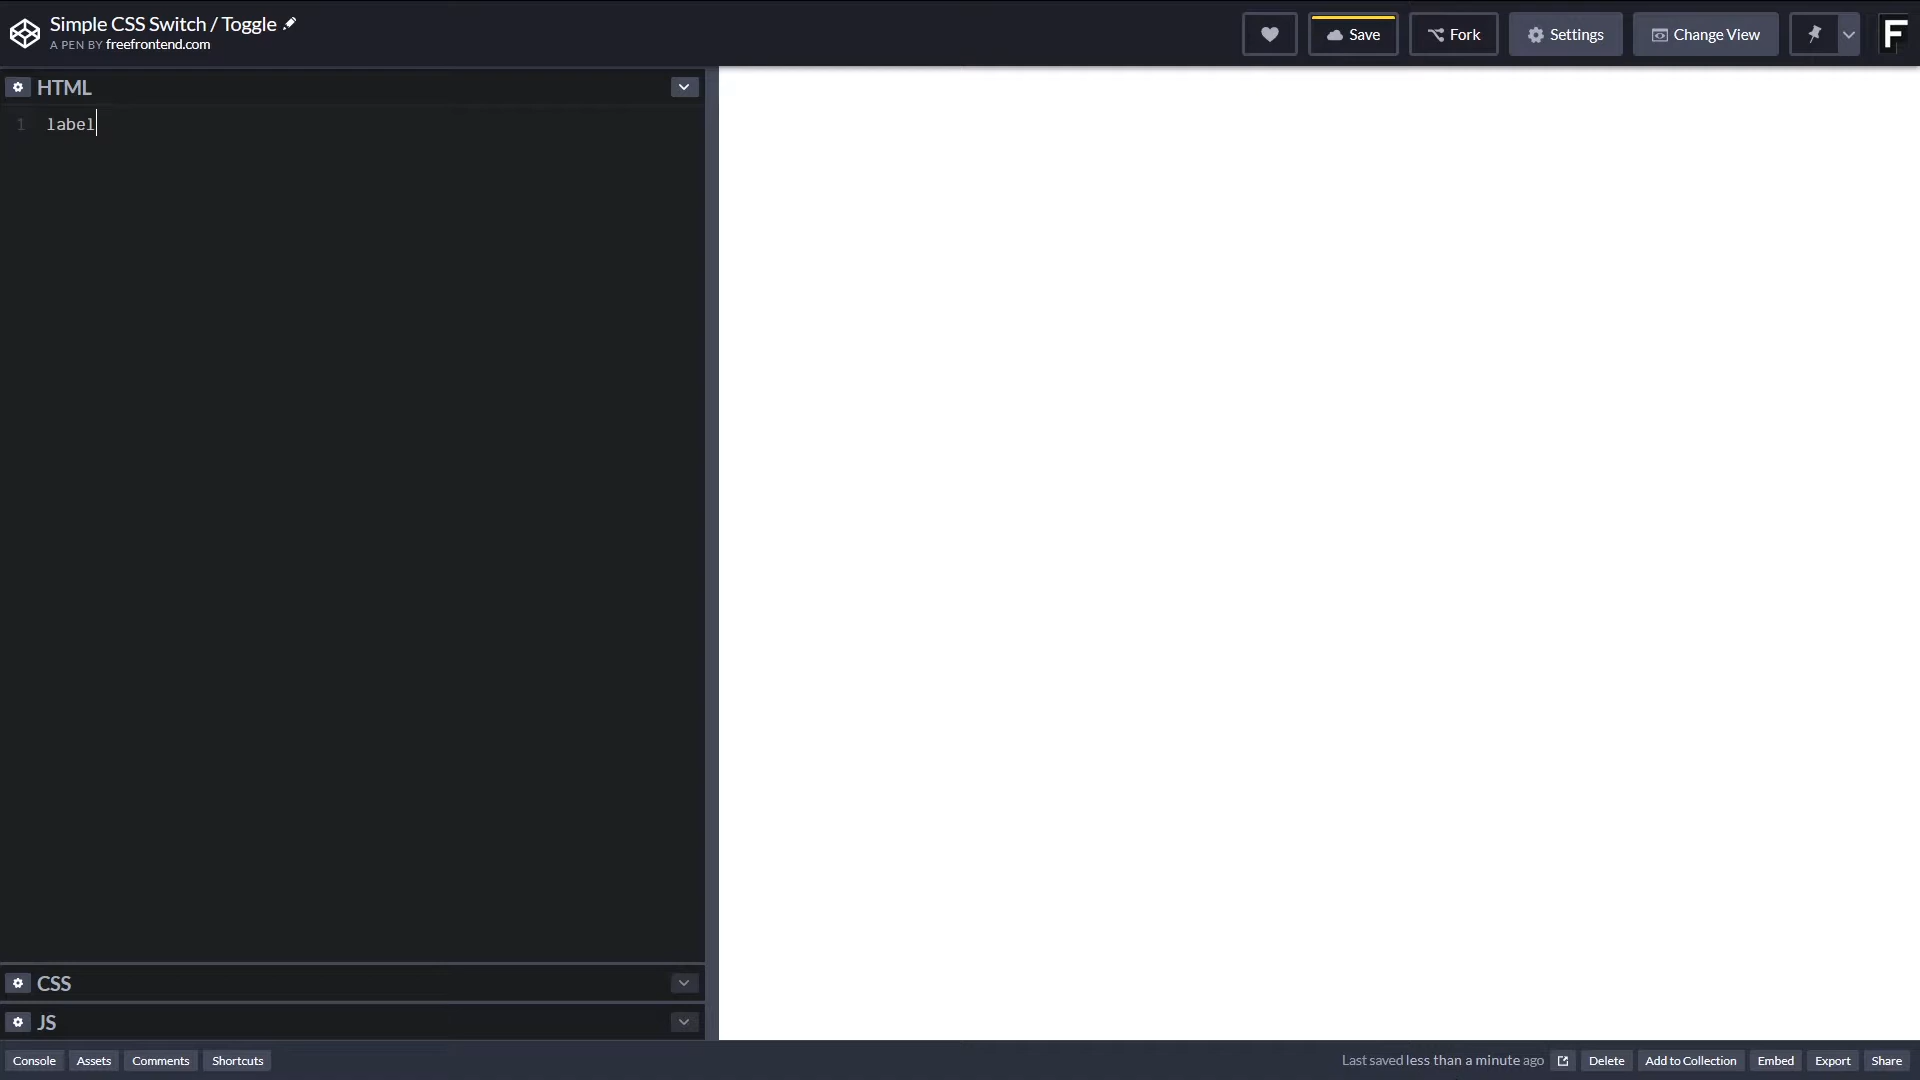 Simple CSS Switch / Toggle
A PEN BY freefrontend.com
Save
Fork
Settings
Change View
F
HTML
1 label
CSS
JS
Console
Assets
Comments
Shortcuts
Last saved less than a minute ago
Delete
Add to Collection
Embed
Export
Share